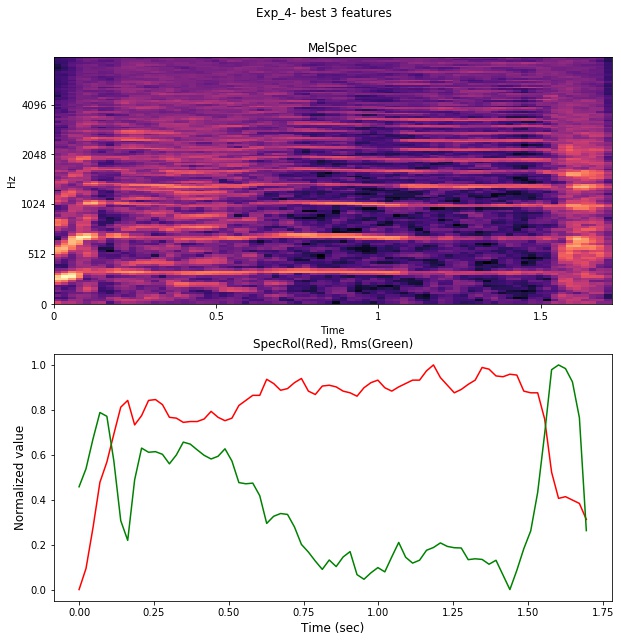 Exp_4- best 3 features
MelSpec
4096
2048
1024
512
0
Hz
0 0.5 1 1.5
Time
SpecRol(Red), Rms(Green)
1.0
0.8
0.6
0.4
0.2
0.0
Normalized value
0.00 0.25 0.50 0.75 1.00 1.25 1.50 1.75
Time (sec)